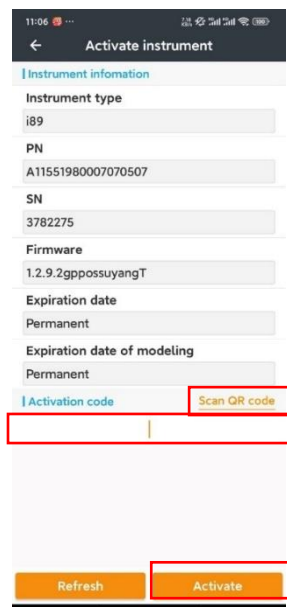 11:06
Activate instrument
Instrument infomation
Instrument type
i89
PN
A11551980007070507
SN
3782275
Firmware
1.2.9.2gppossuyangT
Expiration date
Permanent
Expiration date of modeling
Permanent
Activation code Scan QR code
Refresh Activate